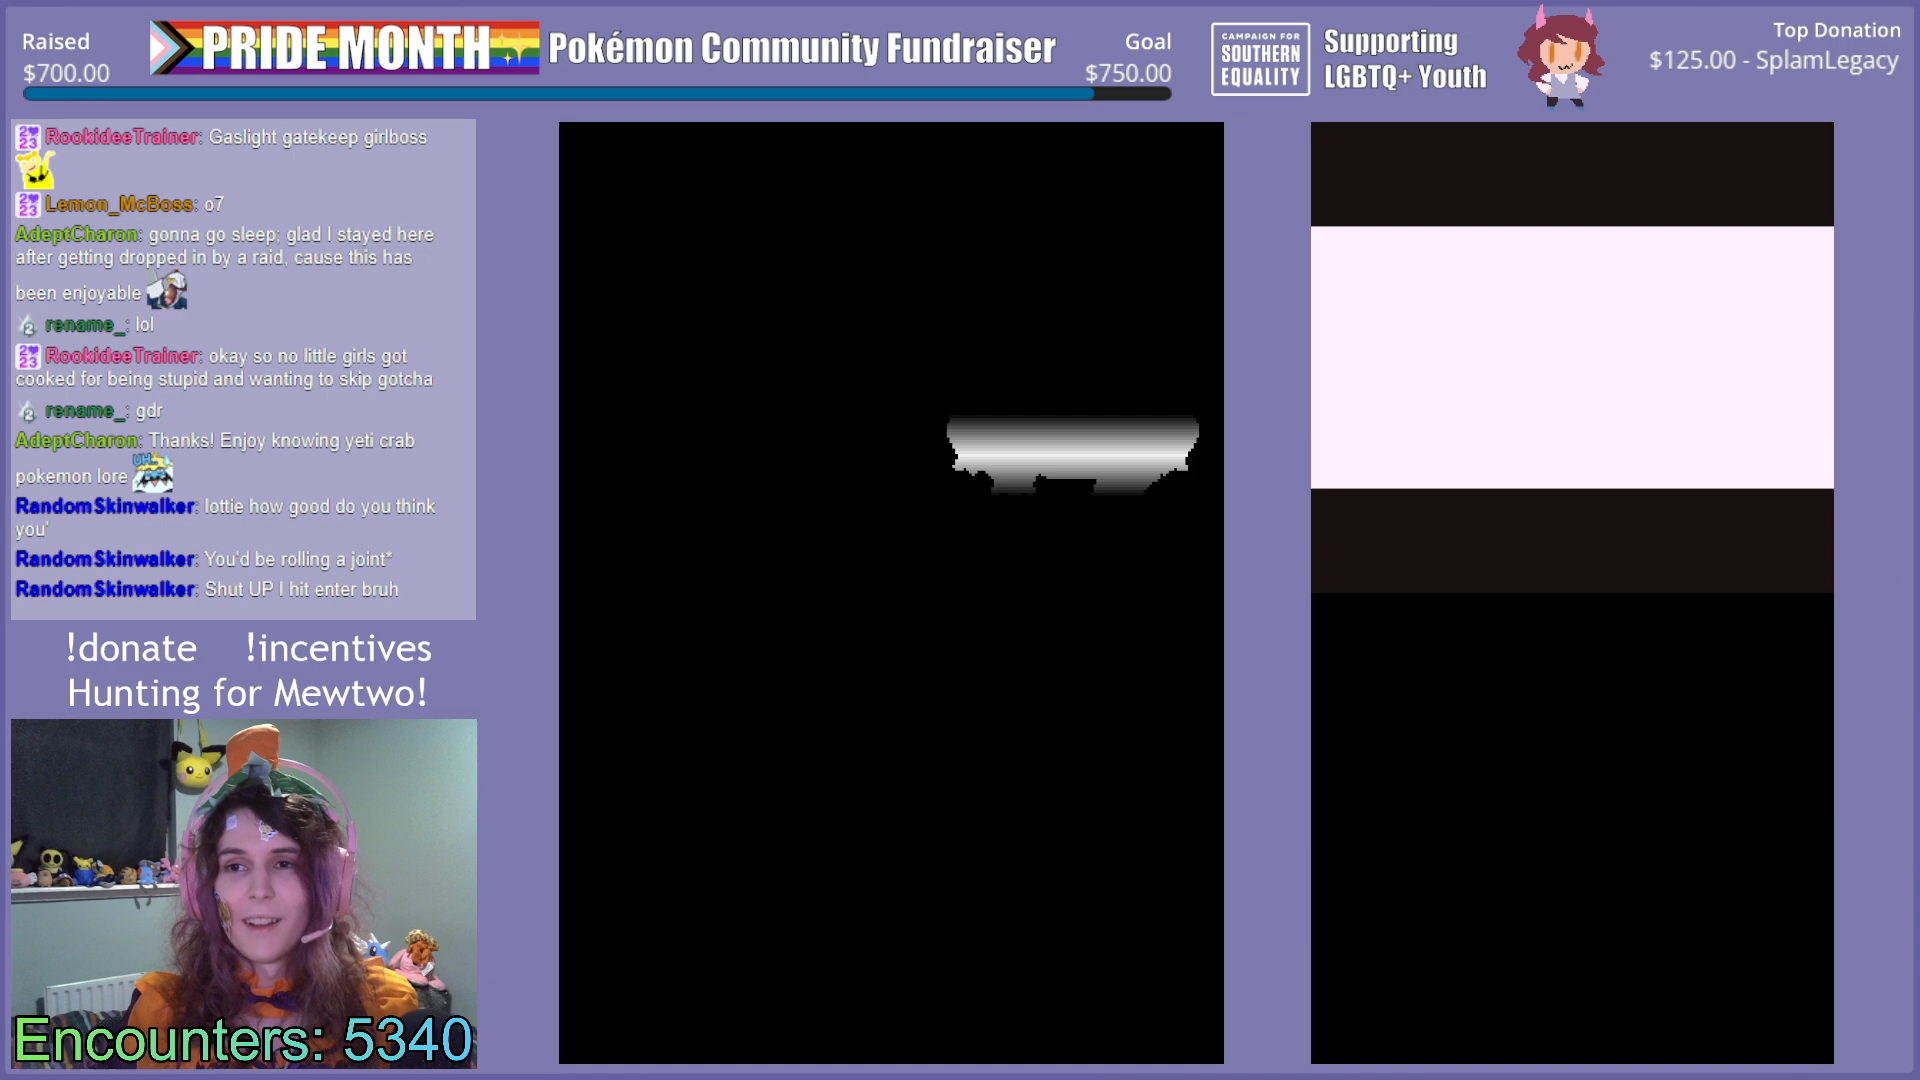 Raised
$700.00
PRIDE MONTH
Pokémon Community Fundraiser
Goal
$750.00
CAMPAIGN FOR
SOUTHERN
EQUALITY
Supporting
LGBTQ+ Youth
Top Donation
$125.00 - SplamLegacy
RookideeTrainer: Gaslight gatekeep girlboss
Lemon_McBoss: o7
AdeptCharon: gonna go sleep; glad I stayed here
after getting dropped in by a raid, cause this has
been enjoyable
2 rename_: lol
RookideeTrainer: okay so no little girls got
cooked for being stupid and wanting to skip gotcha
2 rename_: gdr
AdeptCharon: Thanks! Enjoy knowing yeti crab
pokemon lore UH..
RandomSkinwalker: lottie how good do you think
you'
RandomSkinwalker: You'd be rolling a joint*
RandomSkinwalker: Shut UP I hit enter bruh
!donate !incentives
Hunting for Mewtwo!
Encounters: 5340